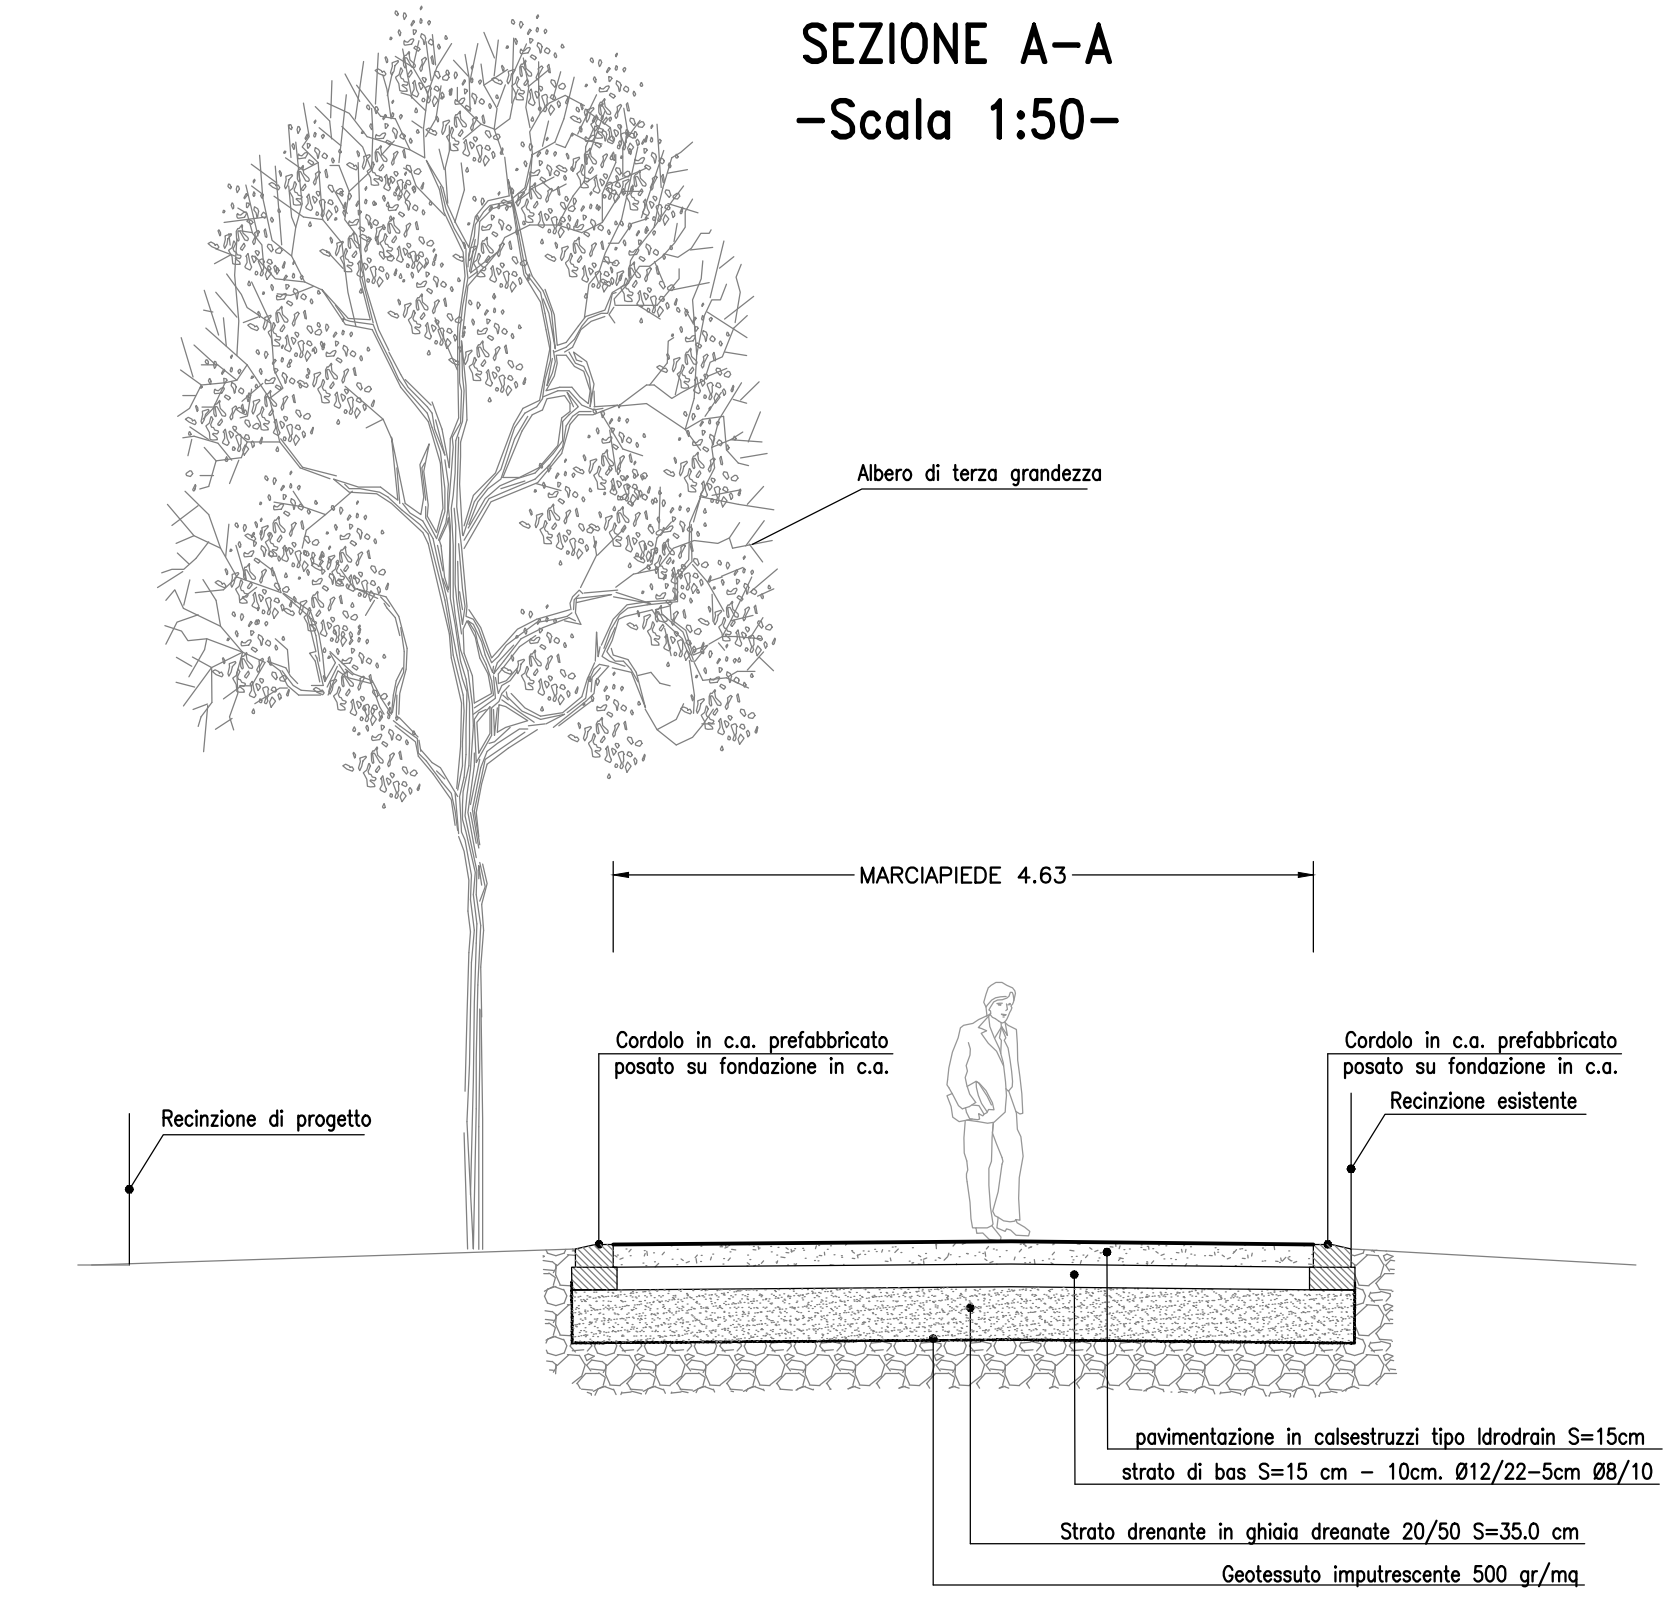 SEZIONE A-A
-Scala 1:50-
Albero di terza grandezza
MARCIAPIEDE 4.63
Cordolo in c.a. prefabbricato
posato su fondazione in c.a.
Cordolo in c.a. prefabbricato
posato su fondazione in c.a.
Recinzione esistente
Recinzione di progetto
pavimentazione in calsestruzzi tipo Idrodrain S=15cm
strato di bas S=15 cm - 10cm. Ø12/22-5cm Ø8/10
Strato drenante in ghiaia dreanate 20/50 S=35.0 cm
Geotessuto imputrescente 500 gr/mq